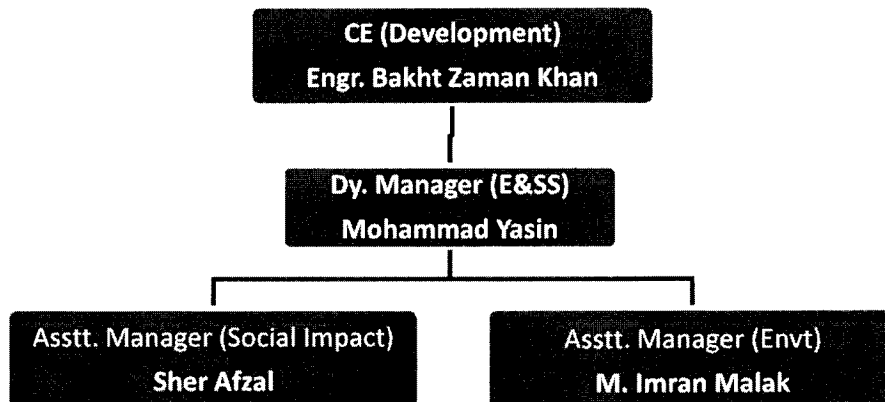 CE (Development)
Engr. Bakht Zaman Khan
Dy. Manager (E&SS)
Mohammad Yasin
Asstt. Manager (Social Impact)
Sher Afzal
Asstt. Manager (Envt)
M. Imran Malak